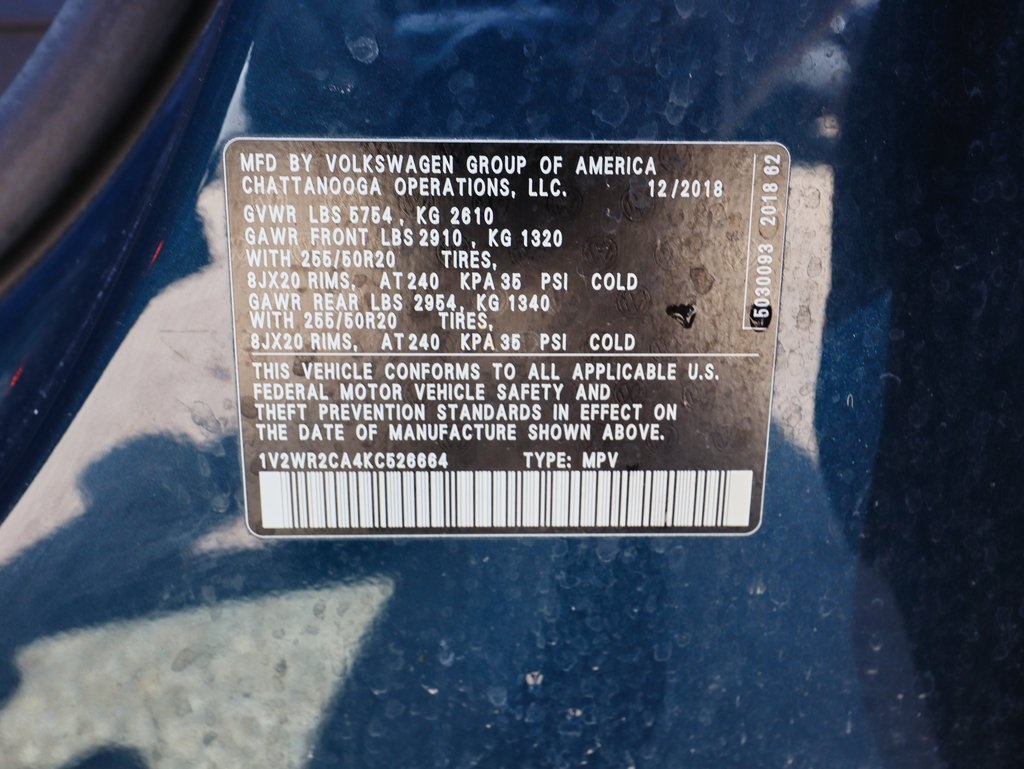 MFD BY VOLKSWAGEN GROUP OF AMERICA
CHATTANOOGA OPERATIONS, LLC. 12/2018
GVWR LBS 5754, KG 2610
GAWR FRONT LBS 2910, KG 1320
WITH 255/50R20 TIRES,
8JX20 RIMS, AT 240 KPA 35 PSI COLD
GAWR REAR LBS 2954, KG 1340
WITH 255/50R20 TIRES,
8JX20 RIMS, AT 240 KPA 35 PSI COLD
THIS VEHICLE CONFORMS TO ALL APPLICABLE U.S.
FEDERAL MOTOR VEHICLE SAFETY AND
THEFT PREVENTION STANDARDS IN EFFECT ON
THE DATE OF MANUFACTURE SHOWN ABOVE.
1V2WR2CA4KC526664 TYPE: MPV
5030093 2018 62